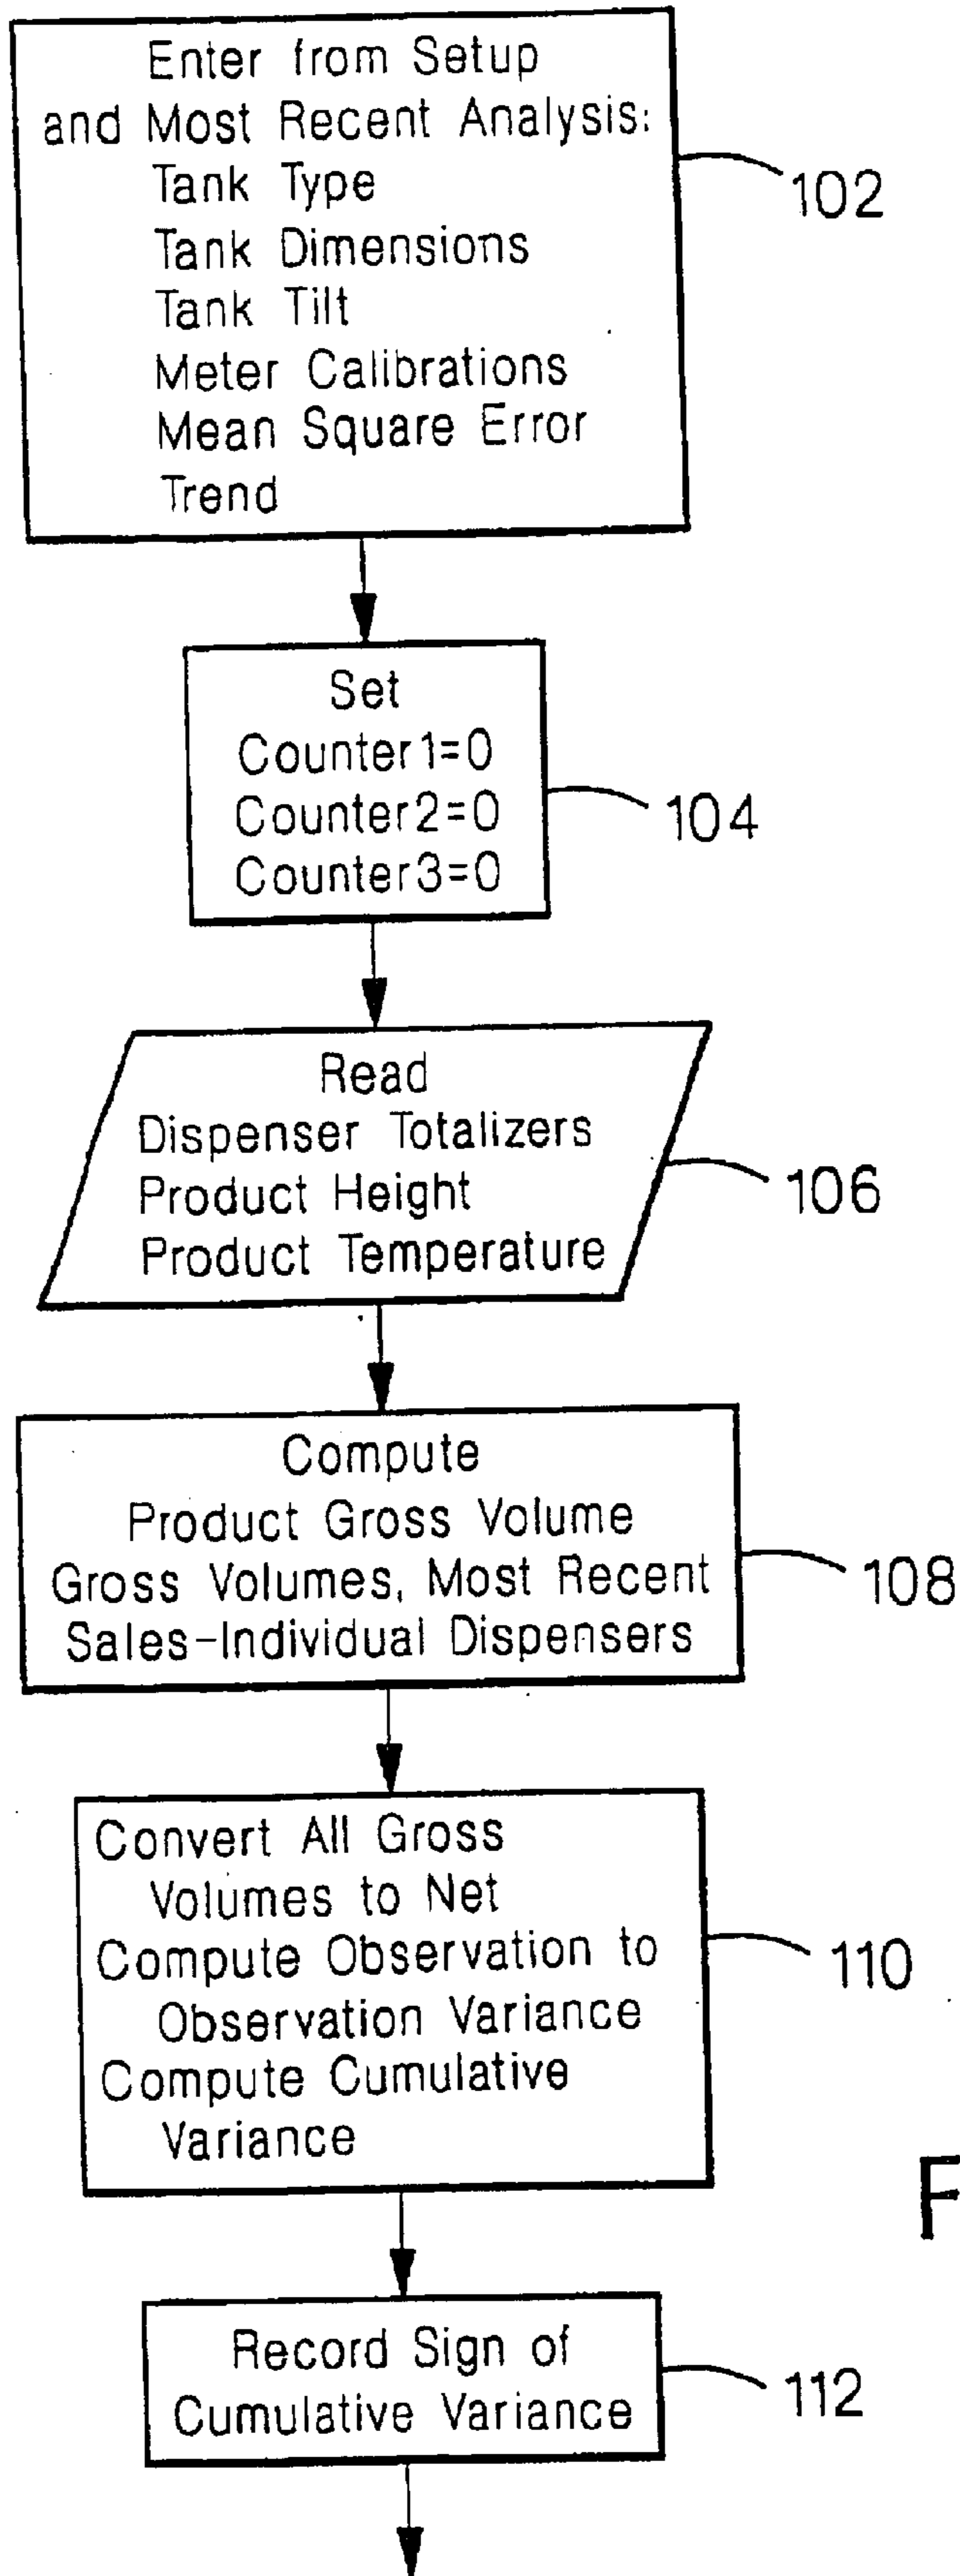 Enter from Setup
and Most Recent Analysis:
Tank Type
Tank Dimensions
Tank Tilt
Meter Calibrations
Mean Square Error
Trend
102
Set
Counter1=0
Counter2=0
Counter3=0
104
Read
Dispenser Totalizers
Product Height
Product Temperature
106
Compute
Product Gross Volume
Gross Volumes, Most Recent
Sales-Individual Dispensers
108
Convert All Gross
Volumes to Net
Compute Observation to
Observation Variance
Compute Cumulative
Variance
110
F
Record Sign of
Cumulative Variance
112